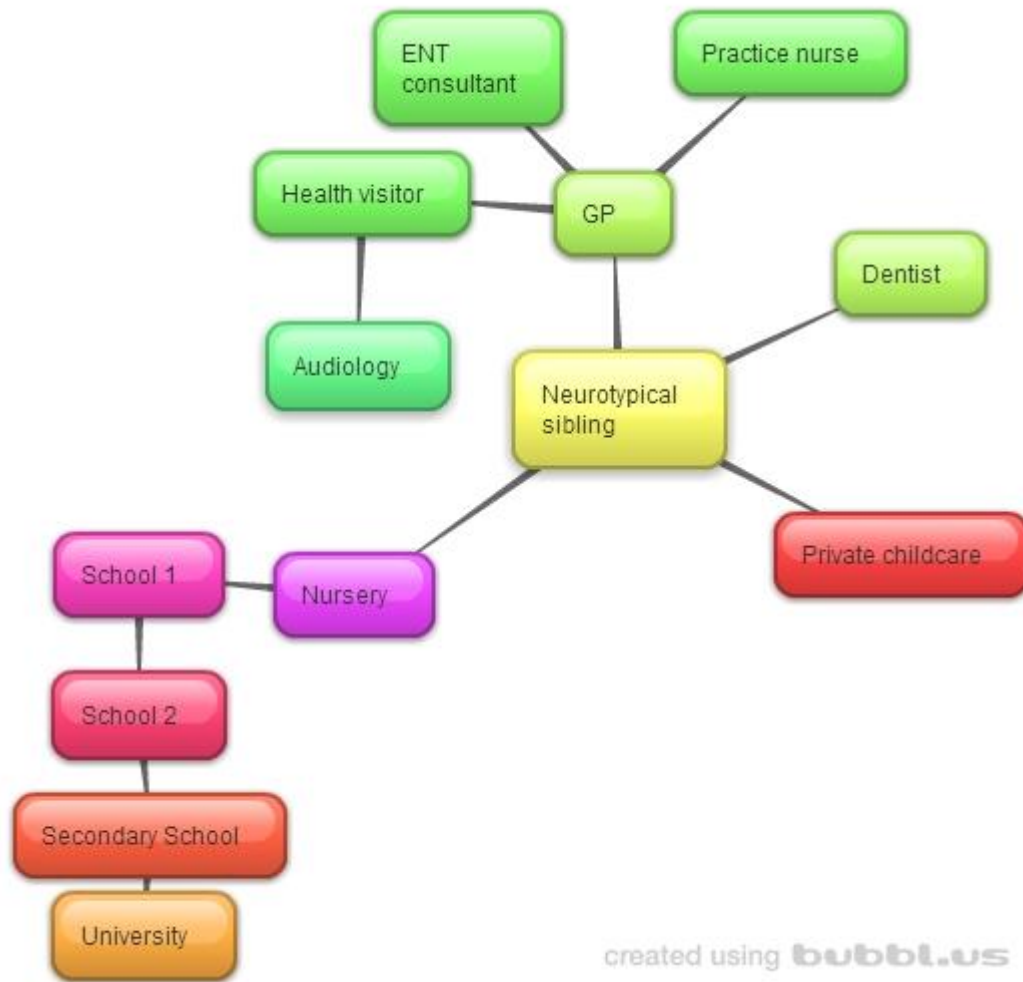 ENT
consultant
Practice nurse
Health visitor
GP
Dentist
Audiology
Neurotypical
sibling
Private childcare
School 1
Nursery
School 2
Secondary School
University
created using bubbl.us